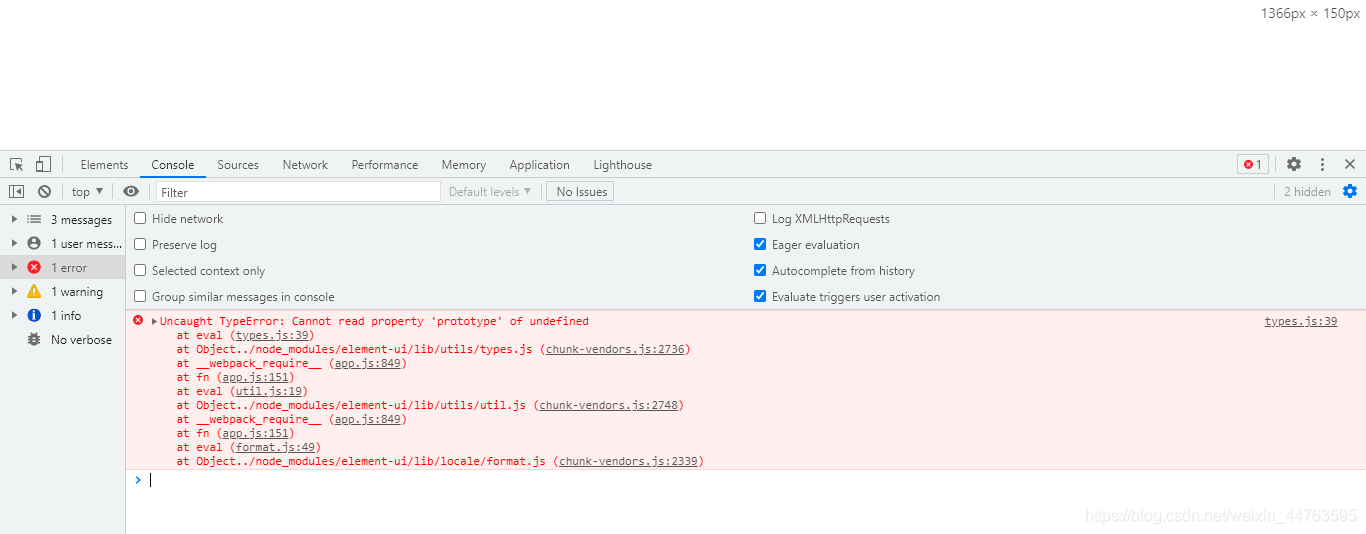 1366px × 150px
Elements Console Sources Network Performance Memory Application Lighthouse 1
top Filter Default levels No Issues 2 hidden
3 messages
1 user mess...
1 error
1 warning
1 info
No verbose
Hide network
Log XMLHttpRequests
Preserve log
Eager evaluation
Selected context only
Autocomplete from history
Group similar messages in console
Evaluate triggers user activation
Uncaught TypeError: Cannot read property 'prototype' of undefined types.js:39
at eval (types.js:39)
at Object../node_modules/element-ui/lib/utils/types.js (chunk-vendors.js:2736)
at __webpack_require__ (app.js:849)
at fn (app.js:151)
at eval (util.js:19)
at Object../node_modules/element-ui/lib/utils/util.js (chunk-vendors.js:2748)
at __webpack_require__ (app.js:849)
at fn (app.js:151)
at eval (format.js:49)
at Object../node_modules/element-ui/lib/locale/format.js (chunk-vendors.js:2339)
https://blog.csdn.net/weixin_44763595